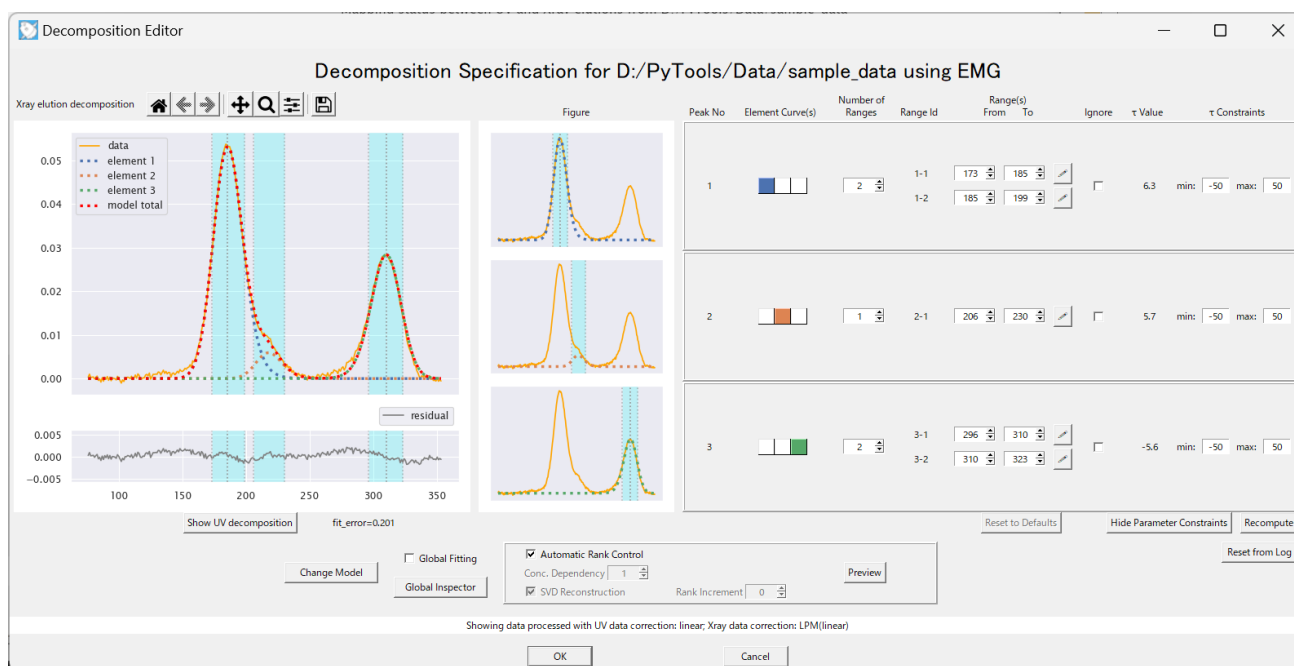 Decomposition Editor
Decomposition Specification for D:/PyTools/Data/sample_data using EMG
Xray elution decomposition
Figure
Peak No Element Curve(s) Number of Ranges Range Id Range(s) From To Ignore τ Value τ Constraints
data
element 1
element 2
element 3
model total
0.05
0.04
0.03
0.02
0.01
0.00
residual
0.005
0.000
−0.005
100 150 200 250 300 350
1 2 1-1 173 185 6.3 min: -50 max: 50
1-2 185 199
2 1 2-1 206 230 5.7 min: -50 max: 50
3 2 3-1 296 310 -5.6 min: -50 max: 50
3-2 310 323
Show UV decomposition fit_error=0.201 Reset to Defaults Hide Parameter Constraints Recompute
Reset from Log
Change Model Global Fitting
Global Inspector
Automatic Rank Control
Conc. Dependency 1
SVD Reconstruction Rank Increment 0
Preview
Showing data processed with UV data correction: linear; Xray data correction: LPM(linear)
OK Cancel